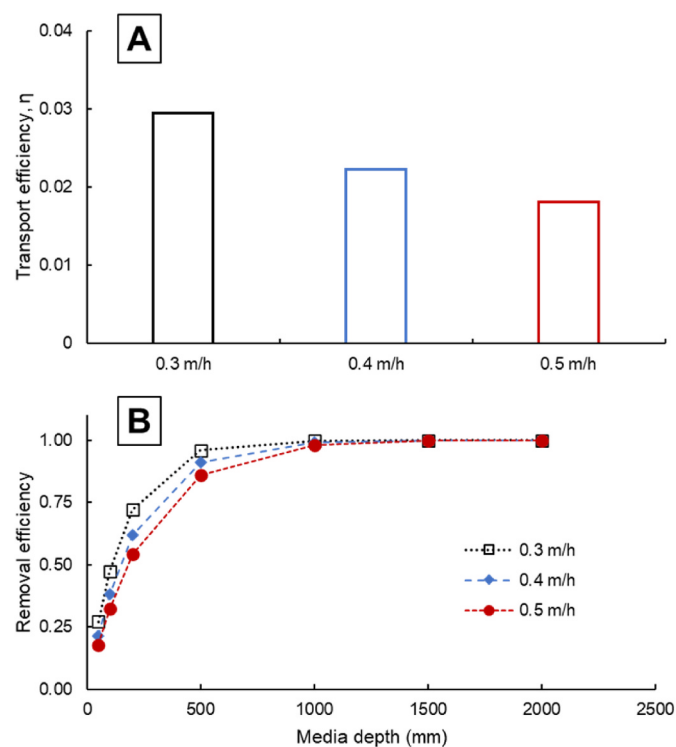 A
Transport efficiency, η
0.04
0.03
0.02
0.01
0
0.3 m/h 0.4 m/h 0.5 m/h
B
Removal efficiency
1.00
0.75
0.50
0.25
0.00
0.3 m/h
0.4 m/h
0.5 m/h
0 500 1000 1500 2000 2500
Media depth (mm)